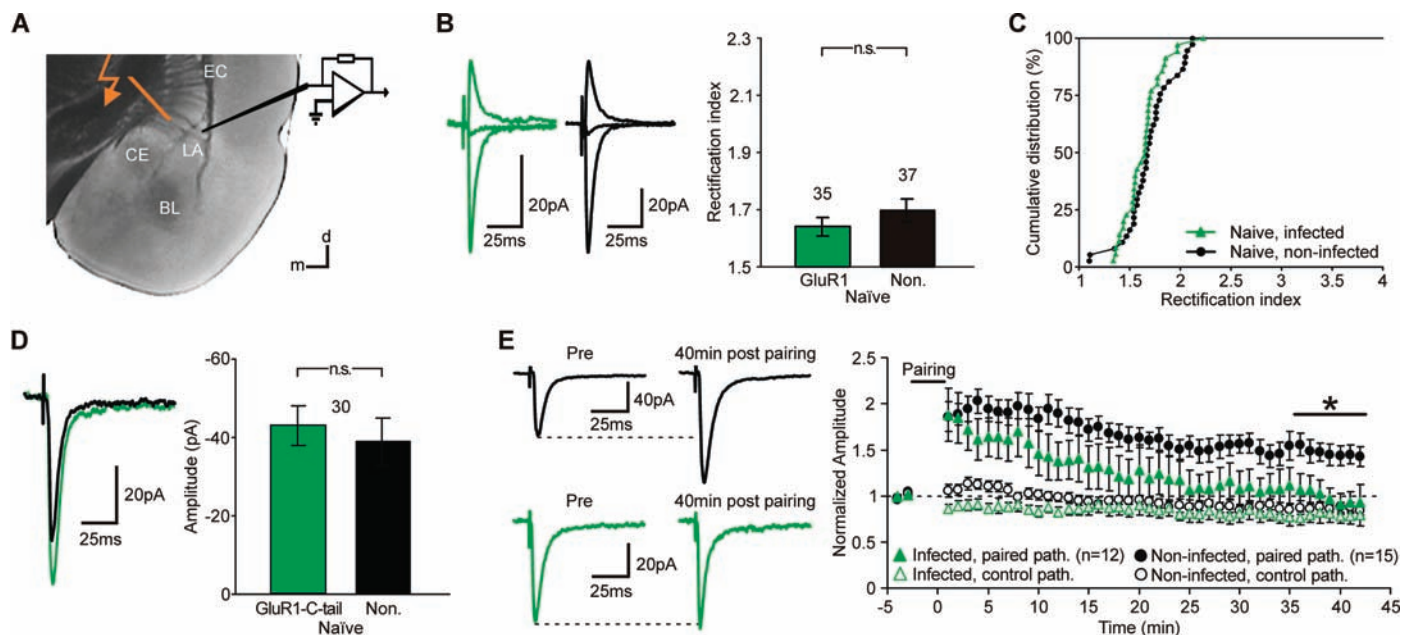 A
EC
CE
LA
BL
d
m
B
20pA
25ms
20pA
25ms
Rectification index
2.3
2.1
1.9
1.7
1.5
n.s.
35
37
GluR1
Non.
Naïve
C
Cumulative distribution (%)
100
75
50
25
0
Naive, infected
Naive, non-infected
1
1.5
2
2.5
3
3.5
4
Rectification index
D
20pA
25ms
Amplitude (pA)
-60
-40
-20
0
n.s.
30
GluR1-C-tail
Non.
Naïve
E
Pre
40min post pairing
40pA
25ms
Pre
40min post pairing
20pA
25ms
Normalized Amplitude
2.5
2
1.5
1
0.5
0
Pairing
*
Infected, paired path. (n=12)
Non-infected, paired path. (n=15)
Infected, control path.
Non-infected, control path.
-5
0
5
10
15
20
25
30
35
40
45
Time (min)